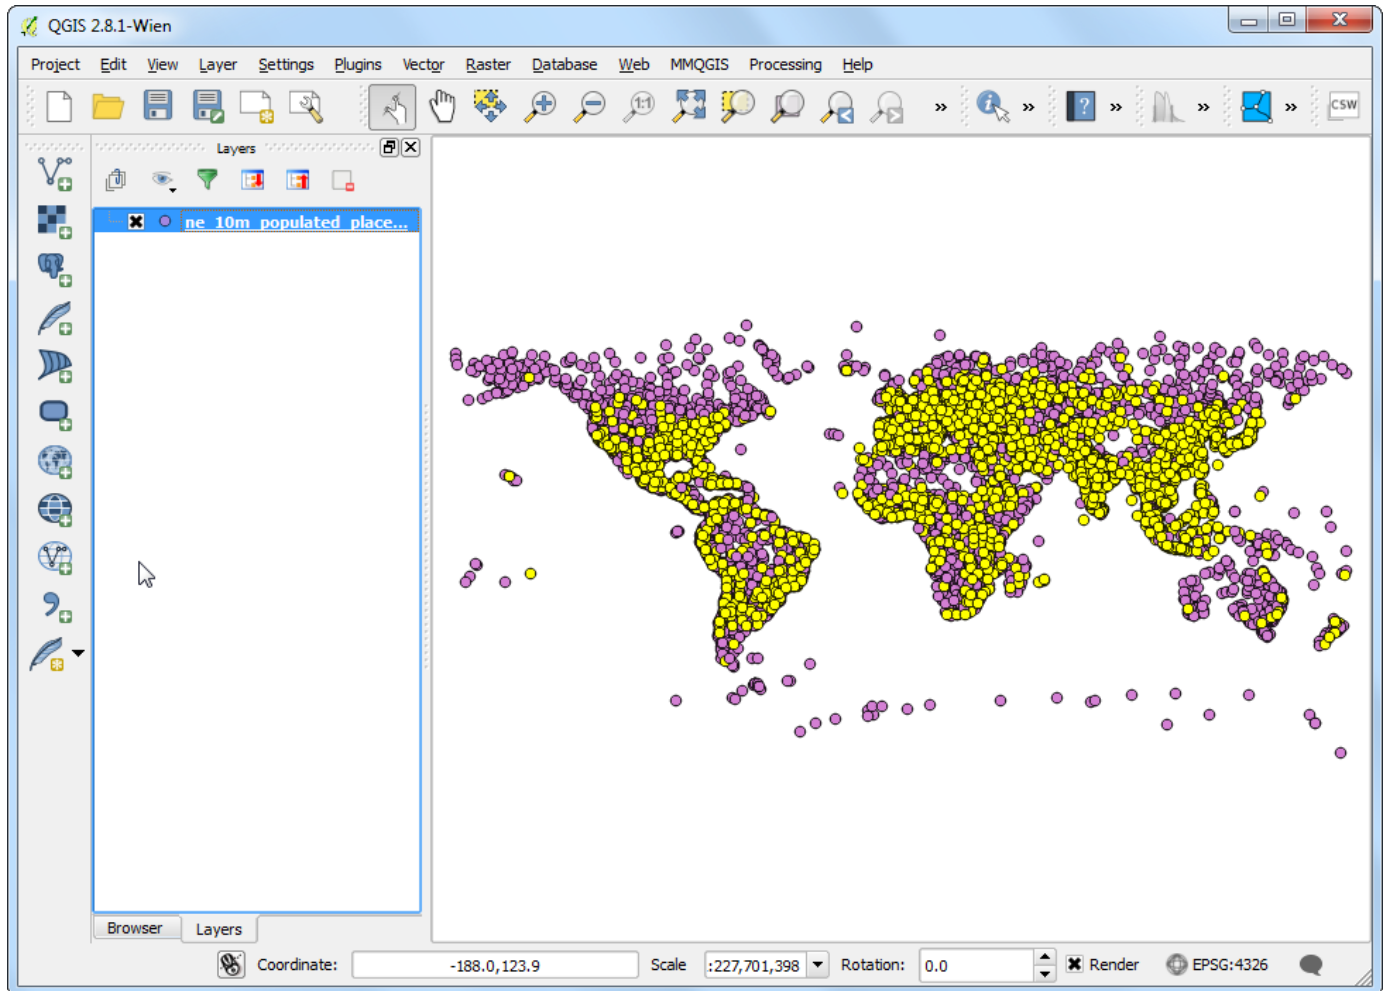 QGIS 2.8.1-Wien
Project Edit View Layer Settings Plugins Vector Raster Database Web MMQGIS Processing Help
1:1 » » ? » » » CSW
Layers
ne_10m_populated_place...
Browser Layers
Coordinate: -188.0,123.9 Scale :227,701,398 Rotation: 0.0 Render EPSG:4326